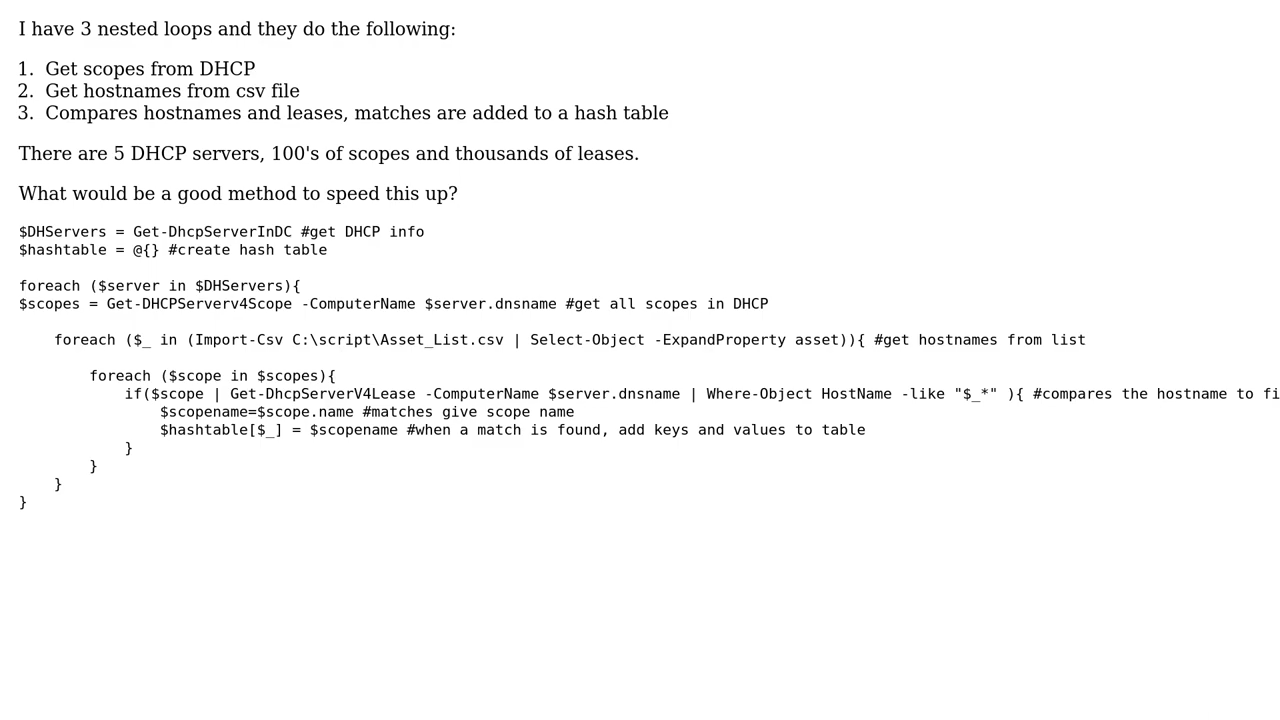 I have 3 nested loops and they do the following:
1. Get scopes from DHCP
2. Get hostnames from csv file
3. Compares hostnames and leases, matches are added to a hash table
There are 5 DHCP servers, 100's of scopes and thousands of leases.
What would be a good method to speed this up?
$DHServers = Get-DhcpServerInDC #get DHCP info
$hashtable = @{} #create hash table
foreach ($server in $DHServers){
$scopes = Get-DHCPServerv4Scope -ComputerName $server.dnsname #get all scopes in DHCP
    foreach ($_ in (Import-Csv C:\script\Asset_List.csv | Select-Object -ExpandProperty asset)){ #get hostnames from list
        foreach ($scope in $scopes){
            if($scope | Get-DhcpServerV4Lease -ComputerName $server.dnsname | Where-Object HostName -like "$_*" ){ #compares the hostname to fi
                $scopename=$scope.name #matches give scope name
                $hashtable[$_] = $scopename #when a match is found, add keys and values to table
            }
        }
    }
}